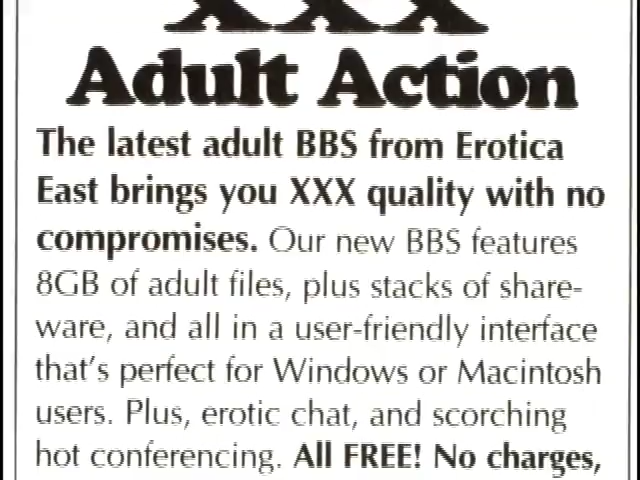 XXX
Adult Action
The latest adult BBS from Erotica
East brings you XXX quality with no
compromises. Our new BBS features
8GB of adult files, plus stacks of share-
ware, and all in a user-friendly interface
that's perfect for Windows or Macintosh
users. Plus, erotic chat, and scorching
hot conferencing. All FREE! No charges,